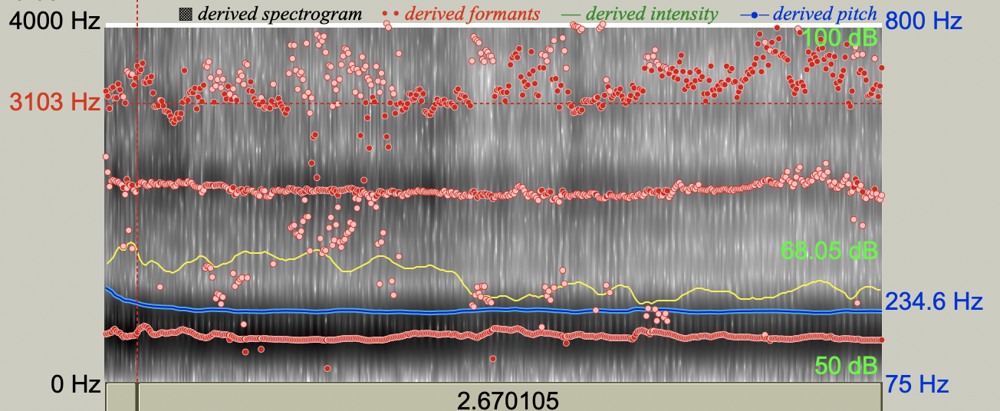 derived spectrogram derived formants derived intensity derived pitch
4000 Hz 800 Hz
100 dB
3103 Hz
68.05 dB
234.6 Hz
50 dB
0 Hz 75 Hz
2.670105